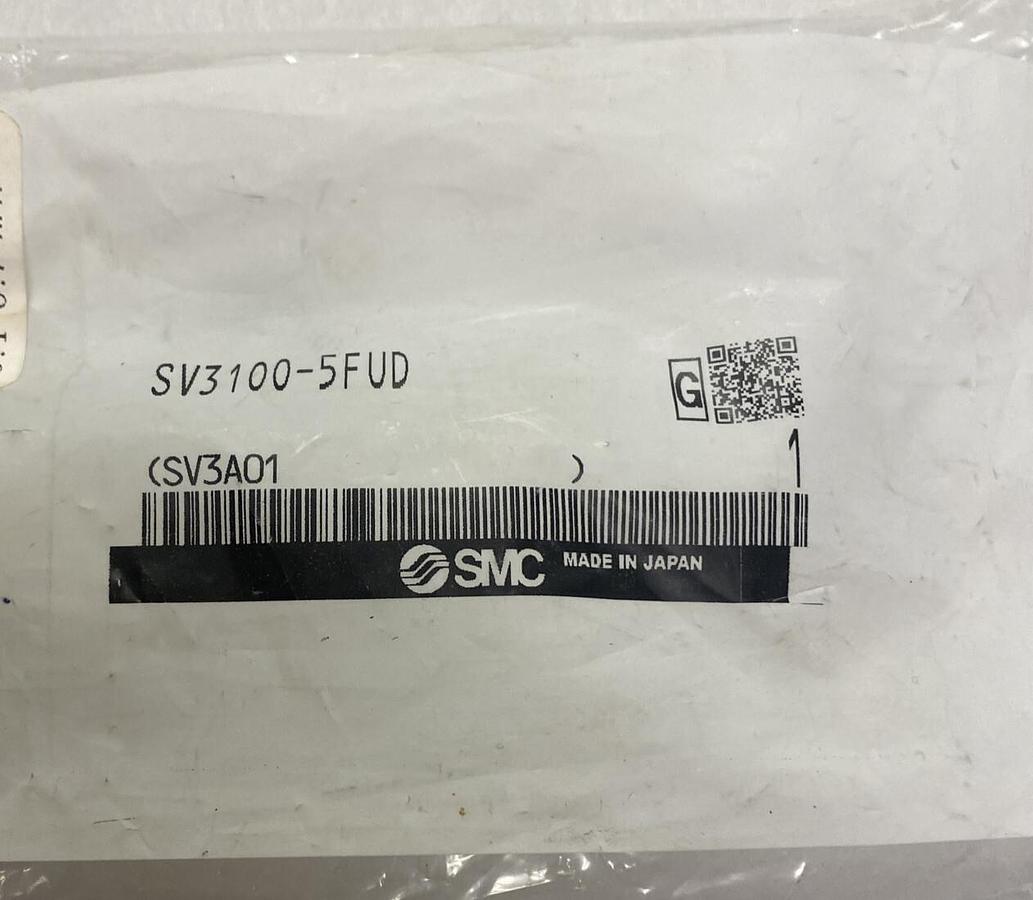 SV3100-5FUD
G
1
(SV3A01 )
SMC MADE IN JAPAN